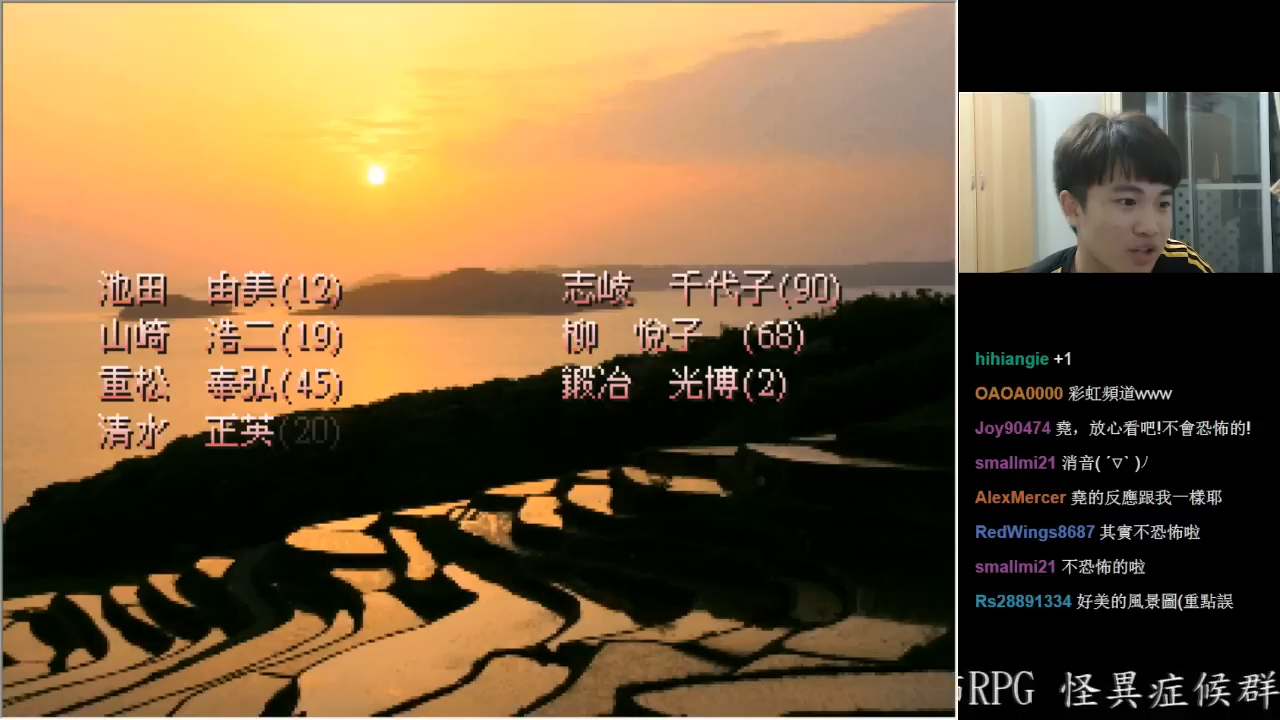 池田　由美(12)
山崎　浩二(19)
重松　奉弘(45)
清水　正英(20)
志岐　千代子(90)
柳　悦子　(68)
鍛冶　光博(2)
hihiangie +1
OAOA0000 彩虹頻道www
Joy90474 堯，放心看吧!不會恐怖的!
smallmi21 消音( ˊ∇ˋ )ﾉ
AlexMercer 堯的反應跟我一樣耶
RedWings8687 其實不恐怖啦
smallmi21 不恐怖的啦
Rs28891334 好美的風景圖(重點誤
RPG 怪異症候群